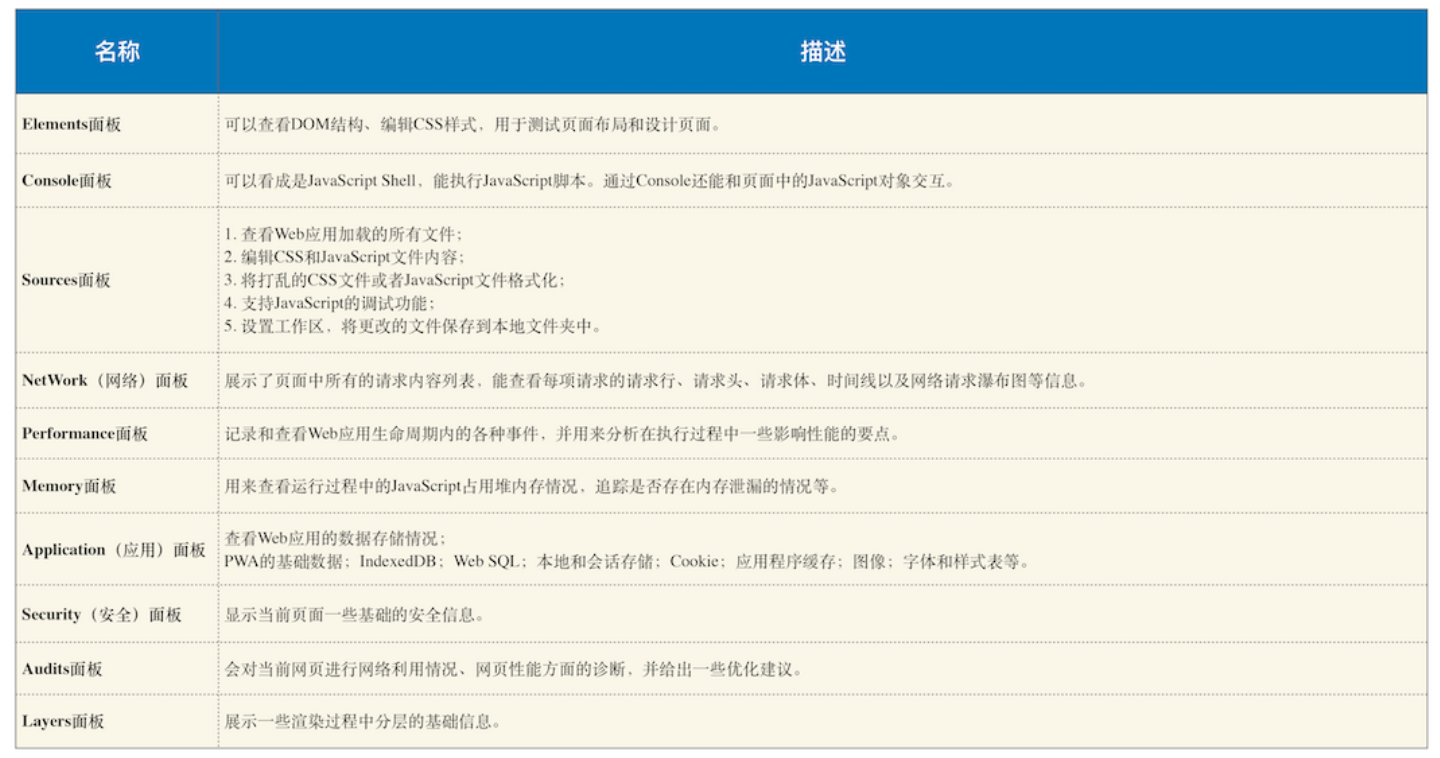 名称 描述
Elements面板 可以查看DOM结构、编辑CSS样式，用于测试页面布局和设计页面。
Console面板 可以看成是JavaScript Shell，能执行JavaScript脚本。通过Console还能和页面中的JavaScript对象交互。
Sources面板
1. 查看Web应用加载的所有文件；
2. 编辑CSS和JavaScript文件内容；
3. 将打乱的CSS文件或者JavaScript文件格式化；
4. 支持JavaScript的调试功能；
5. 设置工作区，将更改的文件保存到本地文件夹中。
NetWork（网络）面板 展示了页面中所有的请求内容列表，能查看每项请求的请求行、请求头、请求体、时间线以及网络请求瀑布图等信息。
Performance面板 记录和查看Web应用生命周期内的各种事件，并用来分析在执行过程中一些影响性能的要点。
Memory面板 用来查看运行过程中的JavaScript占用堆内存情况，追踪是否存在内存泄漏的情况等。
Application（应用）面板
查看Web应用的数据存储情况；
PWA的基础数据；IndexedDB；Web SQL；本地和会话存储；Cookie；应用程序缓存；图像；字体和样式表等。
Security（安全）面板 显示当前页面一些基础的安全信息。
Audits面板 会对当前网页进行网络利用情况、网页性能方面的诊断，并给出一些优化建议。
Layers面板 展示一些渲染过程中分层的基础信息。